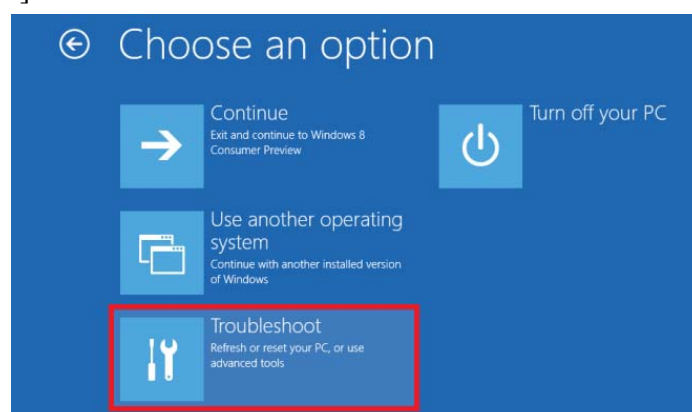 Choose an option
Continue
Exit and continue to Windows 8
Consumer Preview
Turn off your PC
Use another operating
system
Continue with another installed version
of Windows
Troubleshoot
Refresh or reset your PC, or use
advanced tools